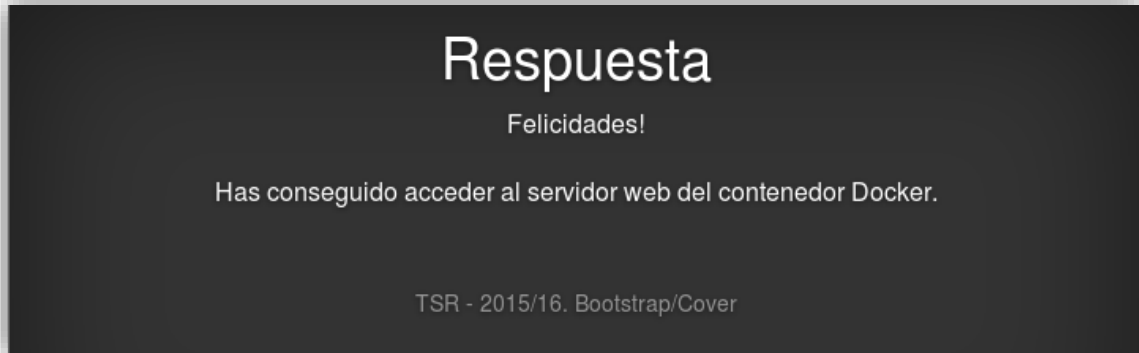 Respuesta
Felicidades!
Has conseguido acceder al servidor web del contenedor Docker.
TSR - 2015/16. Bootstrap/Cover